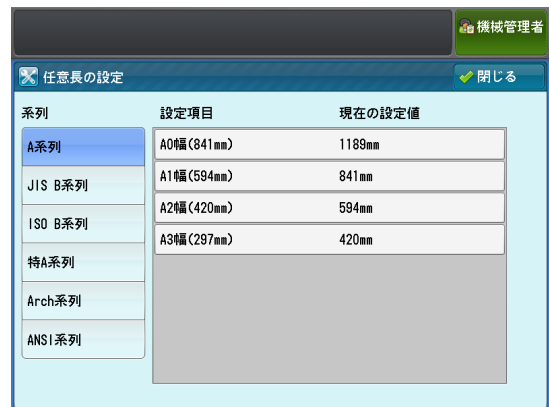 機械管理者
任意長の設定 閉じる
系列 設定項目 現在の設定値
A系列 A0幅(841mm) 1189mm
A1幅(594mm) 841mm
JIS B系列
A2幅(420mm) 594mm
ISO B系列
A3幅(297mm) 420mm
特A系列
Arch系列
ANSI系列